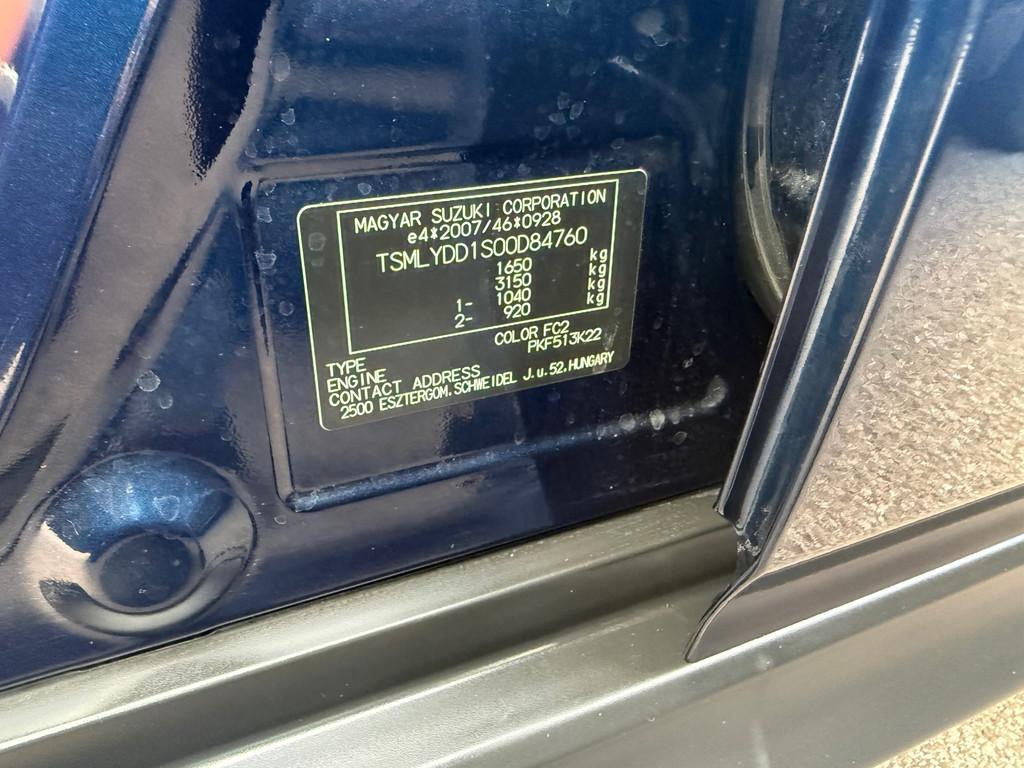 MAGYAR SUZUKI CORPORATION
e4*2007/46*0928
TSMLYDD1S00D84760
1650 kg
3150 kg
1- 1040 kg
2- 920
COLOR FC2
TYPE PKF513K22
ENGINE
CONTACT ADDRESS
2500 ESZTERGOM.SCHWEIDEL J.u.52.HUNGARY